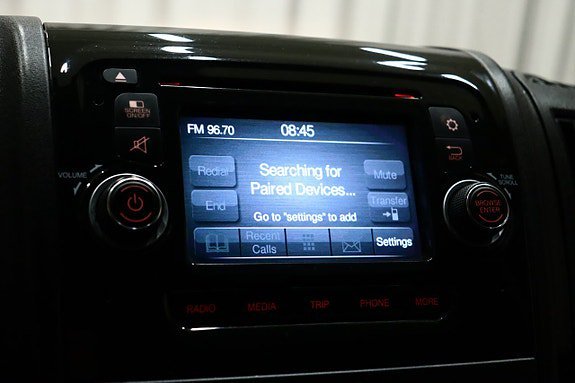 SCREEN
ON/OFF
FM 96.70
08:45
Redial
Searching for
Paired Devices...
Mute
End
Go to "settings" to add
Transfer
Recent
Calls
Settings
VOLUME
BACK
TUNE
SCROLL
BROWSE
ENTER
RADIO
MEDIA
TRIP
PHONE
MORE